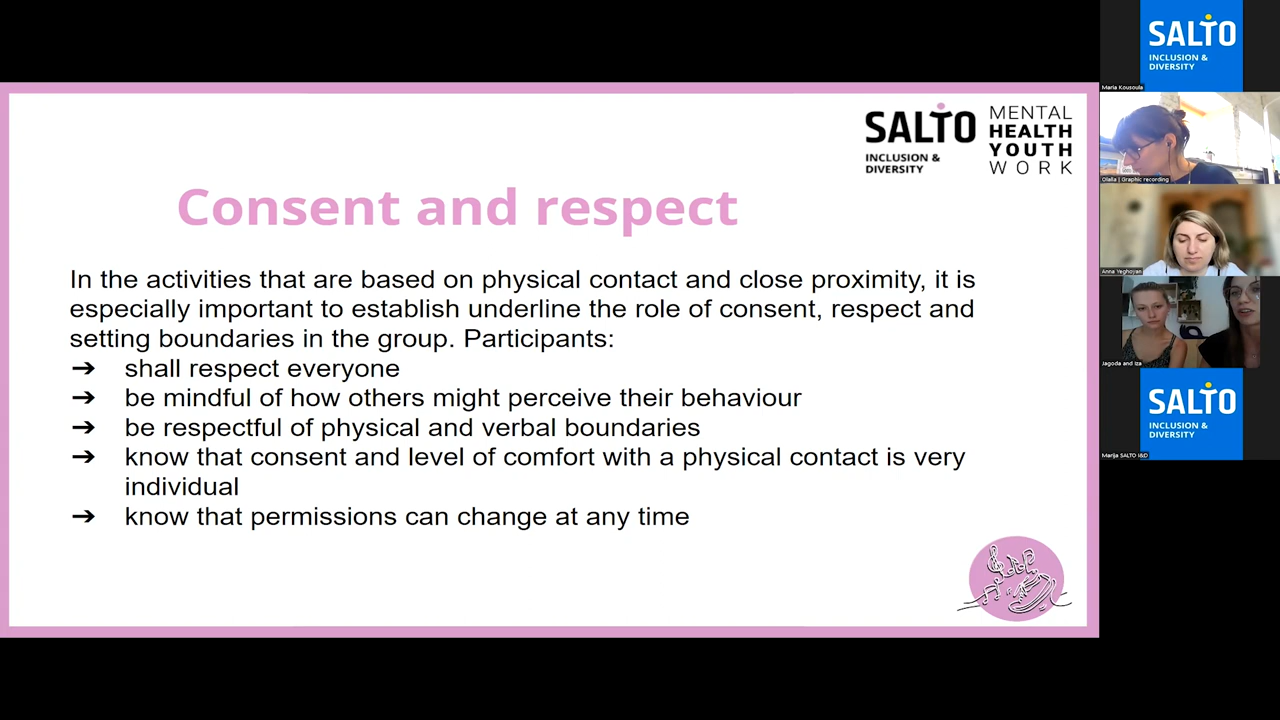 SALTO
INCLUSION &
DIVERSITY
MENTAL
HEALTH
YOUTH
WORK
Consent and respect
In the activities that are based on physical contact and close proximity, it is
especially important to establish underline the role of consent, respect and
setting boundaries in the group. Participants:
➔ shall respect everyone
➔ be mindful of how others might perceive their behaviour
➔ be respectful of physical and verbal boundaries
➔ know that consent and level of comfort with a physical contact is very
individual
➔ know that permissions can change at any time
SALTO
INCLUSION &
DIVERSITY
Maria Kousoula
Olalla | Graphic recording
Anna Yeghoyan
Jagoda and Iza
SALTO
INCLUSION &
DIVERSITY
Marija SALTO I&D